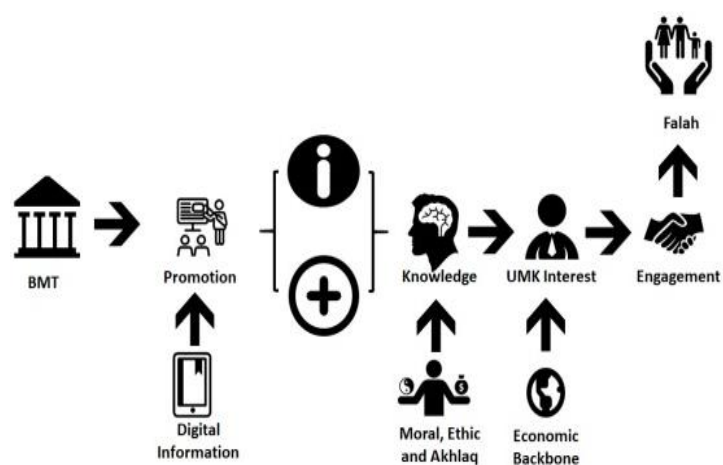 Falah
BMT
Promotion
Knowledge
UMK Interest
Engagement
Digital
Information
Moral, Ethic
and Akhlaq
Economic
Backbone